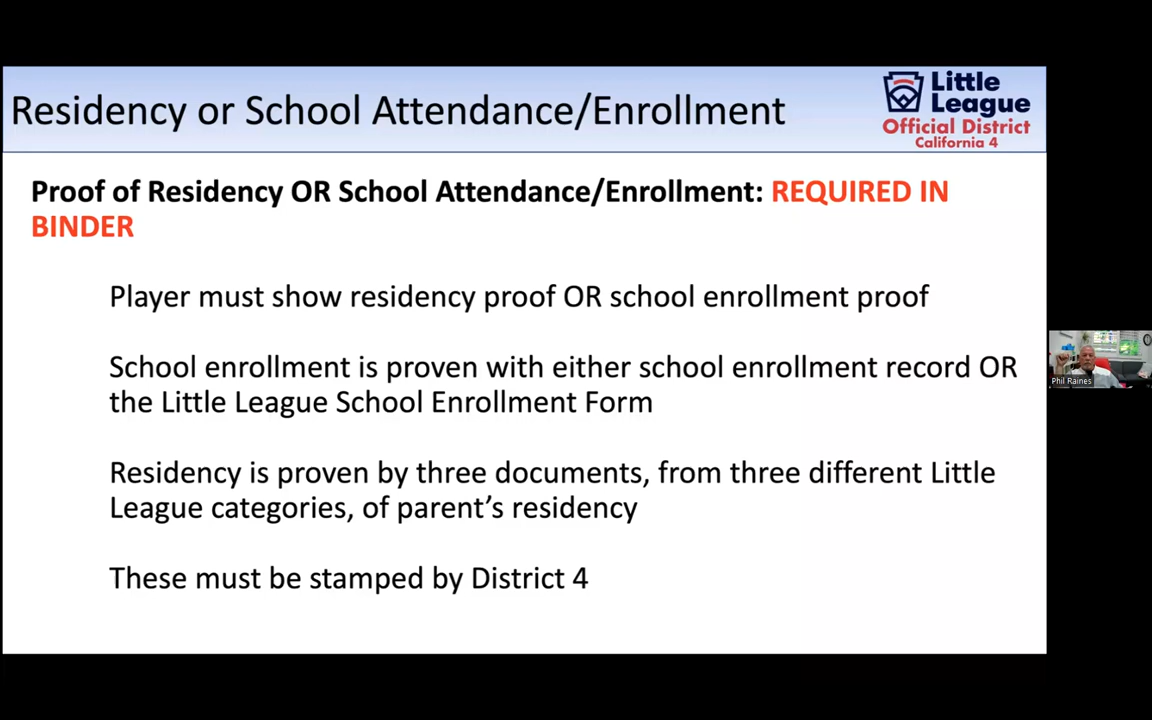 Residency or School Attendance/Enrollment
Little
League
Official District
California 4
Proof of Residency OR School Attendance/Enrollment: REQUIRED IN
BINDER
Player must show residency proof OR school enrollment proof
School enrollment is proven with either school enrollment record OR
the Little League School Enrollment Form
Residency is proven by three documents, from three different Little
League categories, of parent’s residency
These must be stamped by District 4
Phil Raines